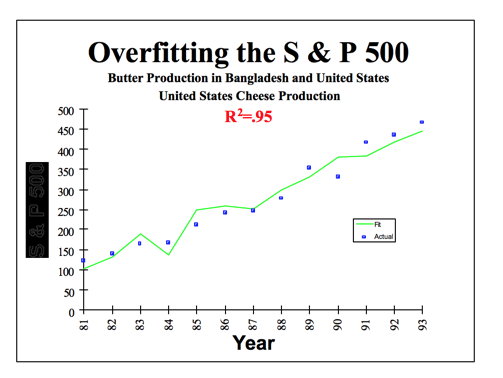 Overfitting the S & P 500
Butter Production in Bangladesh and United States
United States Cheese Production
R²=.95
500
450
400
350
300
250
200
150
100
50
0
S & P 500
81 82 83 84 85 86 87 88 89 90 91 92 93
Year
Fit
Actual